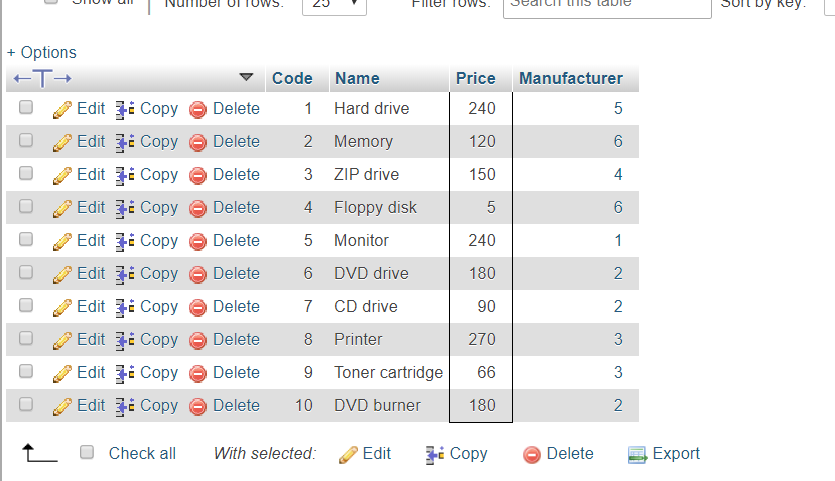 Show all Number of rows: 25 Filter rows: Search this table Sort by key:
+ Options
Code Name Price Manufacturer
Edit Copy Delete 1 Hard drive 240 5
Edit Copy Delete 2 Memory 120 6
Edit Copy Delete 3 ZIP drive 150 4
Edit Copy Delete 4 Floppy disk 5 6
Edit Copy Delete 5 Monitor 240 1
Edit Copy Delete 6 DVD drive 180 2
Edit Copy Delete 7 CD drive 90 2
Edit Copy Delete 8 Printer 270 3
Edit Copy Delete 9 Toner cartridge 66 3
Edit Copy Delete 10 DVD burner 180 2
Check all With selected: Edit Copy Delete Export